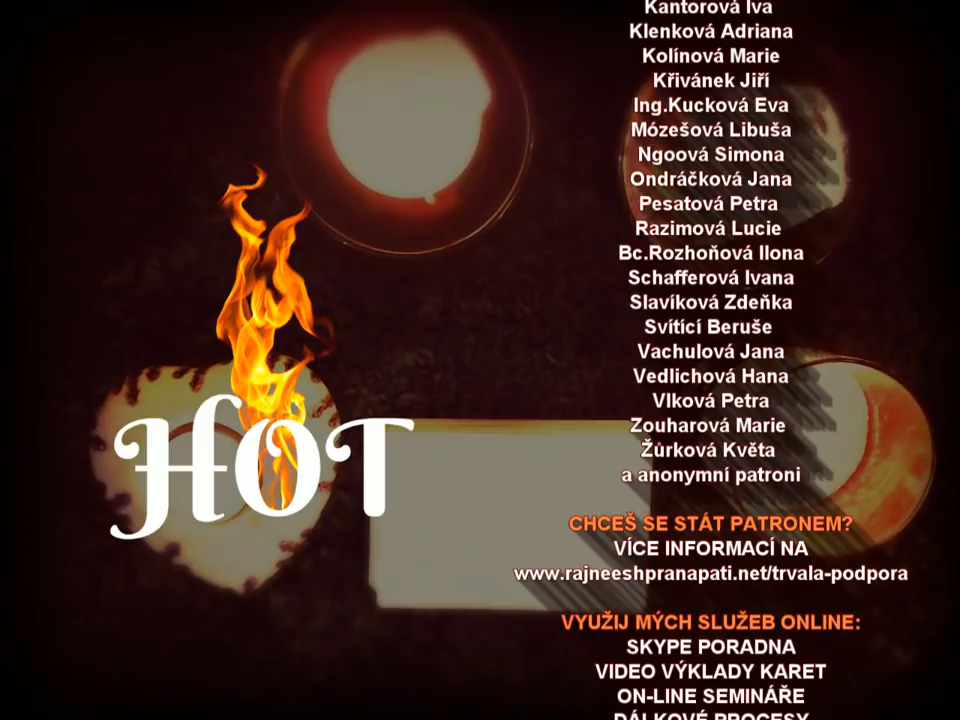 HOT
Kantorová Iva
Klenková Adriana
Kolínová Marie
Křivánek Jiří
Ing.Kucková Eva
Mózešová Libuša
Ngoová Simona
Ondráčková Jana
Pesatová Petra
Razimová Lucie
Bc.Rozhoňová Ilona
Schafferová Ivana
Slavíková Zdeňka
Svítící Beruše
Vachulová Jana
Vedlichová Hana
Vlková Petra
Zouharová Marie
Žůrková Květa
a anonymní patroni
CHCEŠ SE STÁT PATRONEM?
VÍCE INFORMACÍ NA
www.rajneeshpranapati.net/trvala-podpora
VYUŽIJ MÝCH SLUŽEB ONLINE:
SKYPE PORADNA
VIDEO VÝKLADY KARET
ON-LINE SEMINÁŘE
DÁLKOVÉ PROCESY